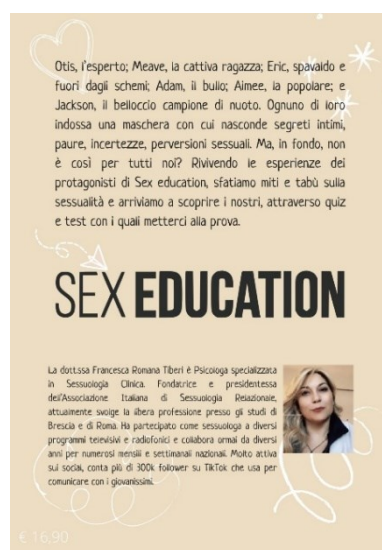 Otis, l'esperto; Meave, la cattiva ragazza; Eric, spavaldo e
fuori dagli schemi; Adam, il bullo; Aimee, la popolare; e
Jackson, il belloccio campione di nuoto. Ognuno di loro
indossa una maschera con cui nasconde segreti intimi,
paure, incertezze, perversioni sessuali. Ma, in fondo, non
è così per tutti noi? Rivivendo le esperienze dei
protagonisti di Sex education, sfatiamo miti e tabù sulla
sessualità e arriviamo a scoprire i nostri, attraverso quiz
e test con i quali metterci alla prova.
SEX EDUCATION
La dott.ssa Francesca Romana Tiberi è Psicologa specializzata
in Sessuologia Clinica. Fondatrice e presidentessa
dell'Associazione Italiana di Sessuologia Relazionale,
attualmente svolge la libera professione presso gli studi di
Brescia e di Roma. Ha partecipato come sessuologa a diversi
programmi televisivi e radiofonici e collabora ormai da diversi
anni per numerosi mensili e settimanali nazionali. Molto attiva
sui social, conta più di 300k follower su TikTok che usa per
comunicare con i giovanissimi.
€ 16,90